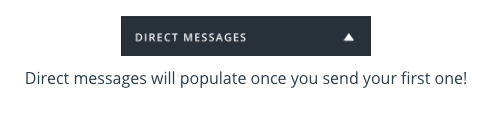 DIRECT MESSAGES
Direct messages will populate once you send your first one!